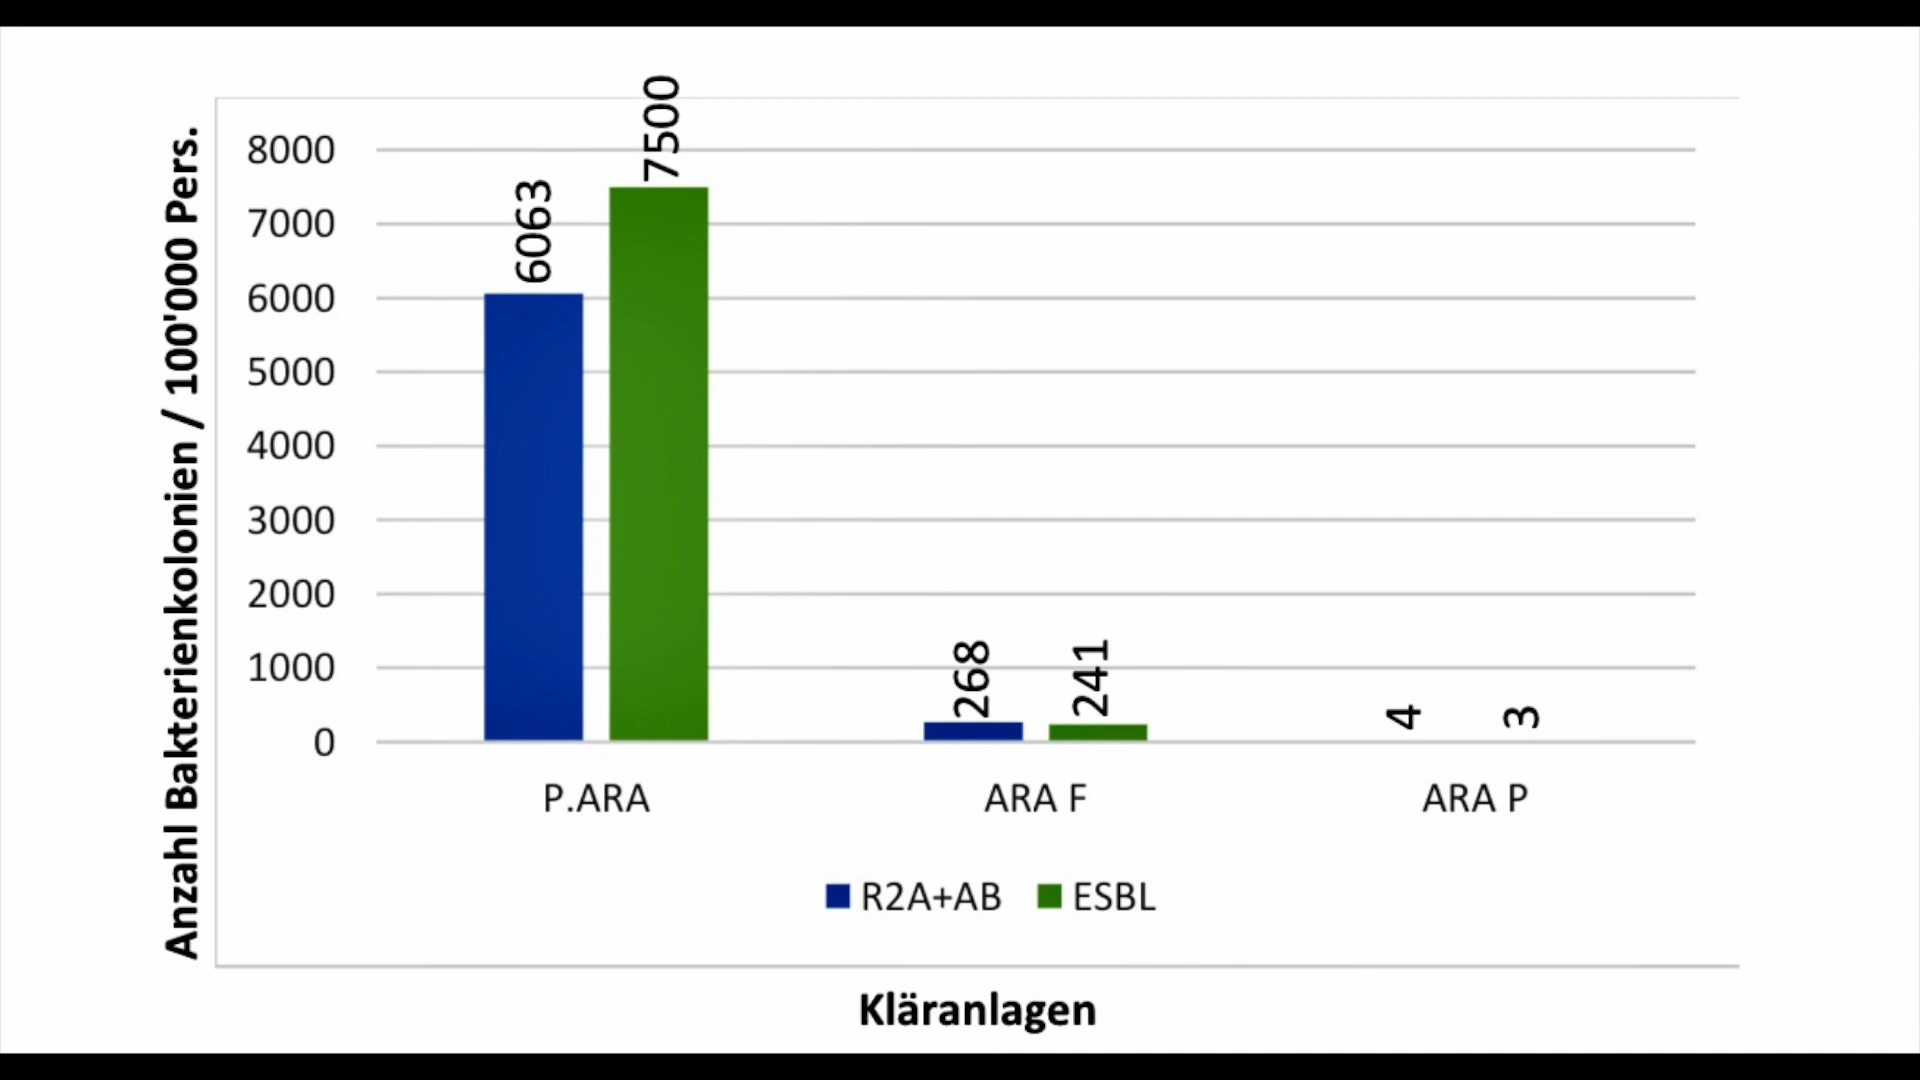 Anzahl Bakterienkolonien / 100'000 Pers.
8000
7000
6000
5000
4000
3000
2000
1000
0
6063
7500
268
241
4
3
P.ARA
ARA F
ARA P
R2A+AB
ESBL
Kläranlagen